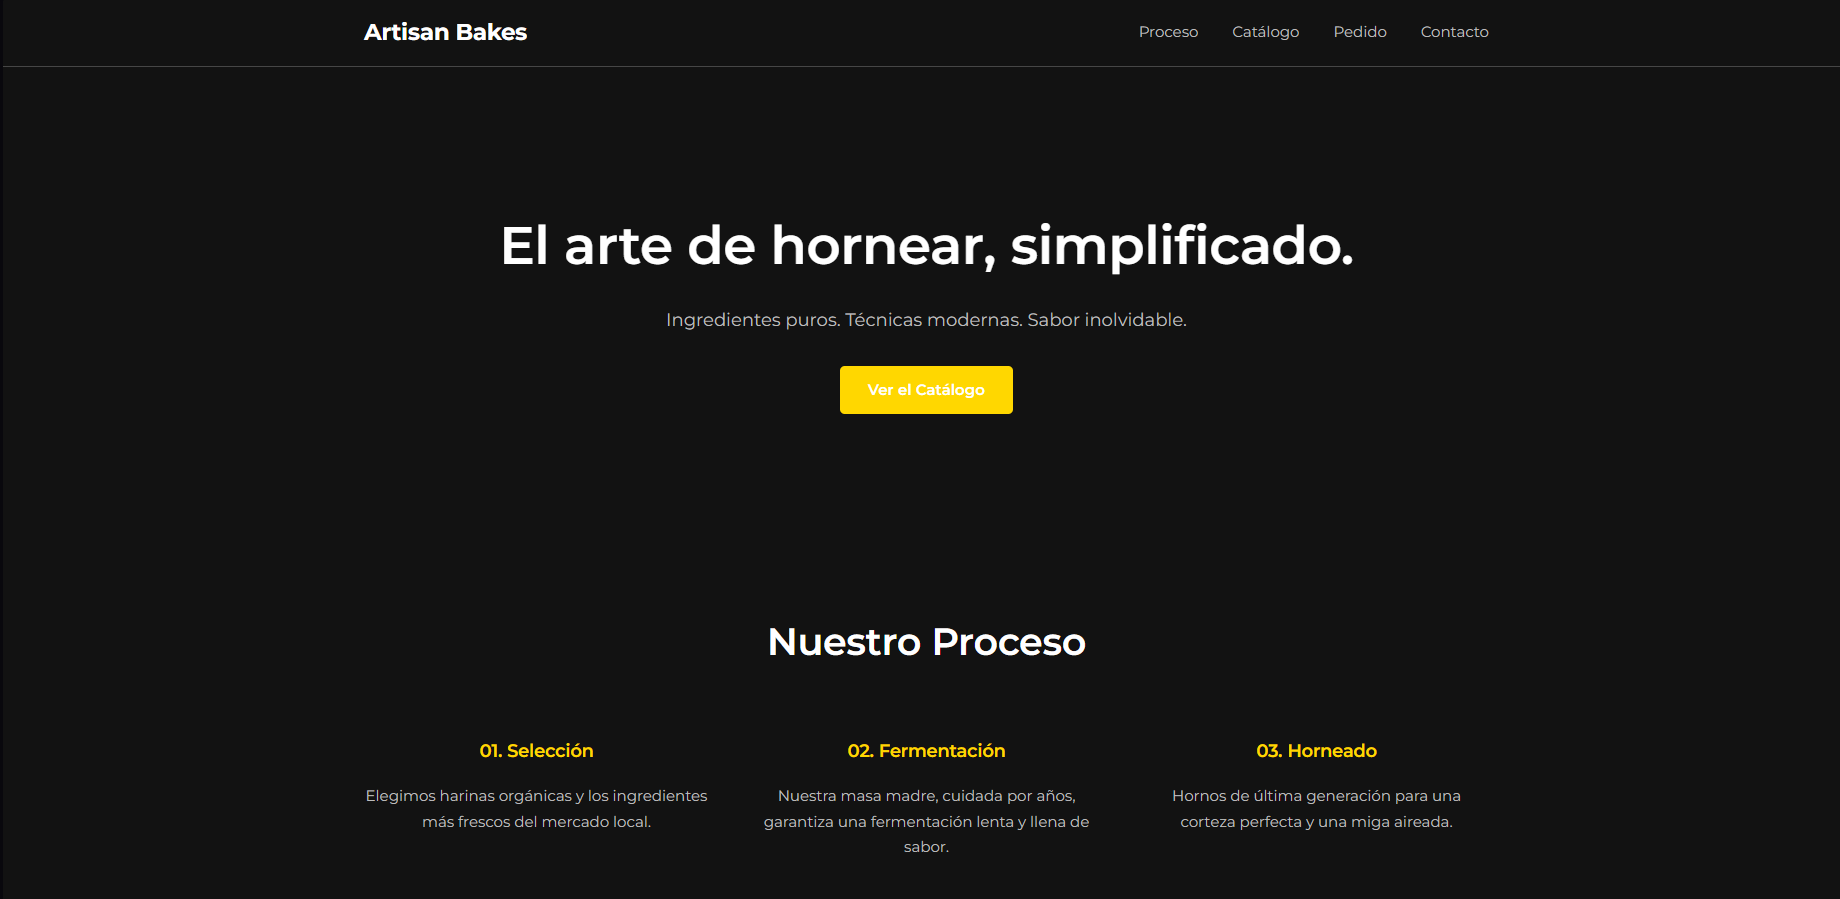 Artisan Bakes
Proceso Catálogo Pedido Contacto
El arte de hornear, simplificado.
Ingredientes puros. Técnicas modernas. Sabor inolvidable.
Ver el Catálogo
Nuestro Proceso
01. Selección
Elegimos harinas orgánicas y los ingredientes
más frescos del mercado local.
02. Fermentación
Nuestra masa madre, cuidada por años,
garantiza una fermentación lenta y llena de
sabor.
03. Horneado
Hornos de última generación para una
corteza perfecta y una miga aireada.